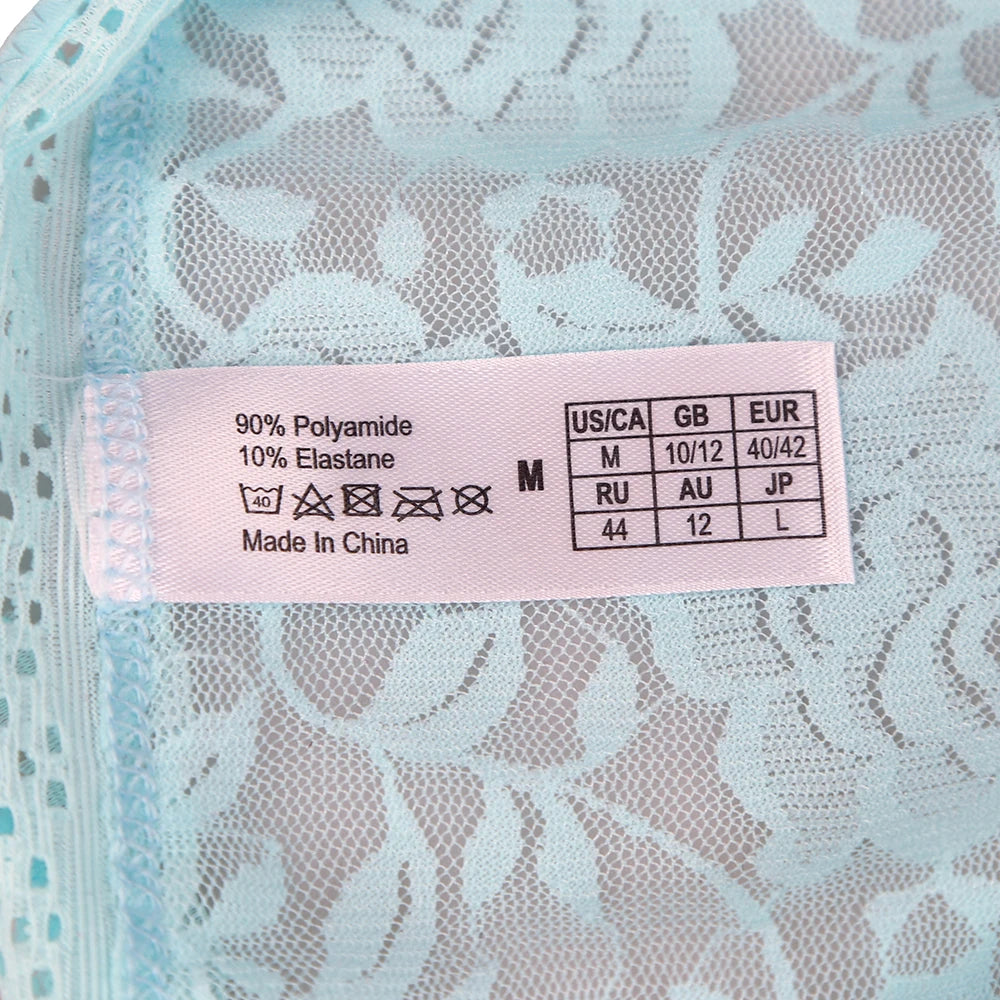 90% Polyamide
10% Elastane
40
Made In China
M
US/CA GB EUR
M 10/12 40/42
RU AU JP
44 12 L